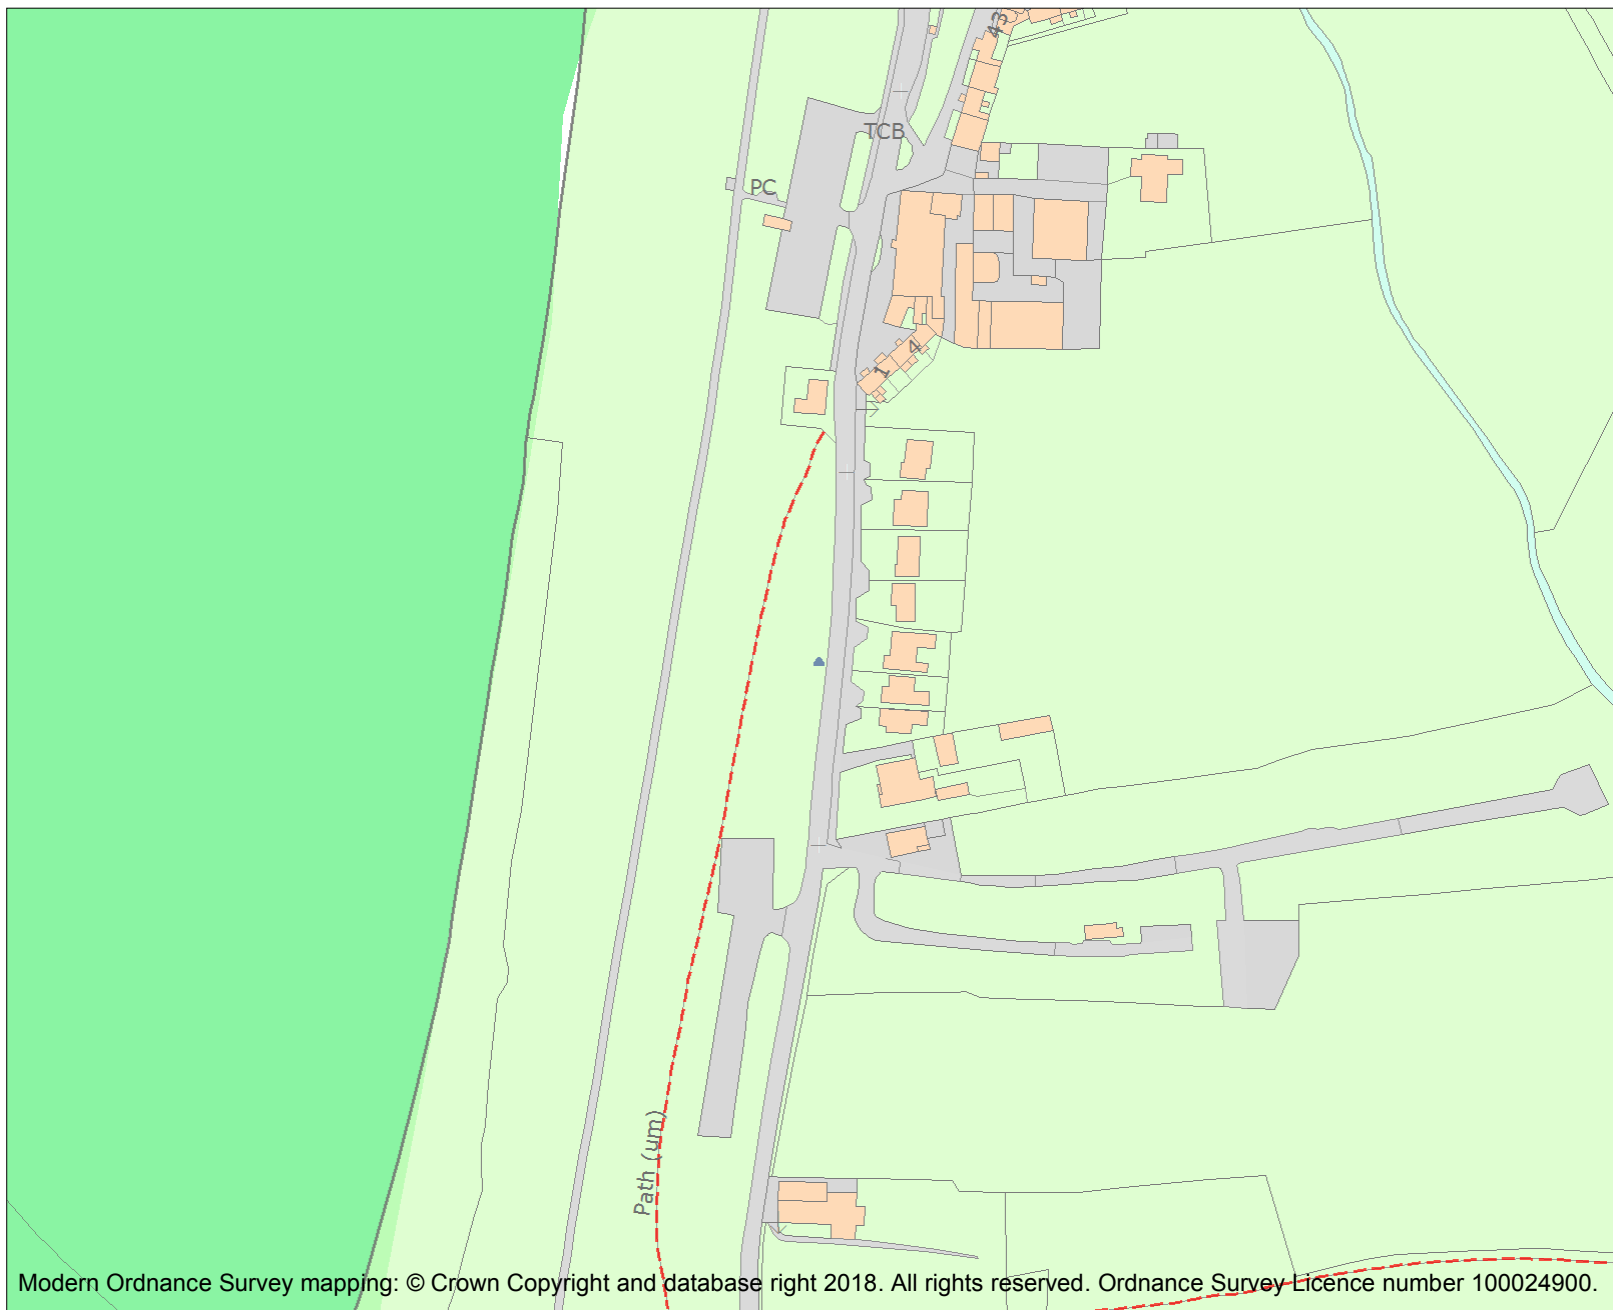 43
TCB
PC
4
1
Path (um)
Modern Ordnance Survey mapping: © Crown Copyright and database right 2018. All rights reserved. Ordnance Survey Licence number 100024900.